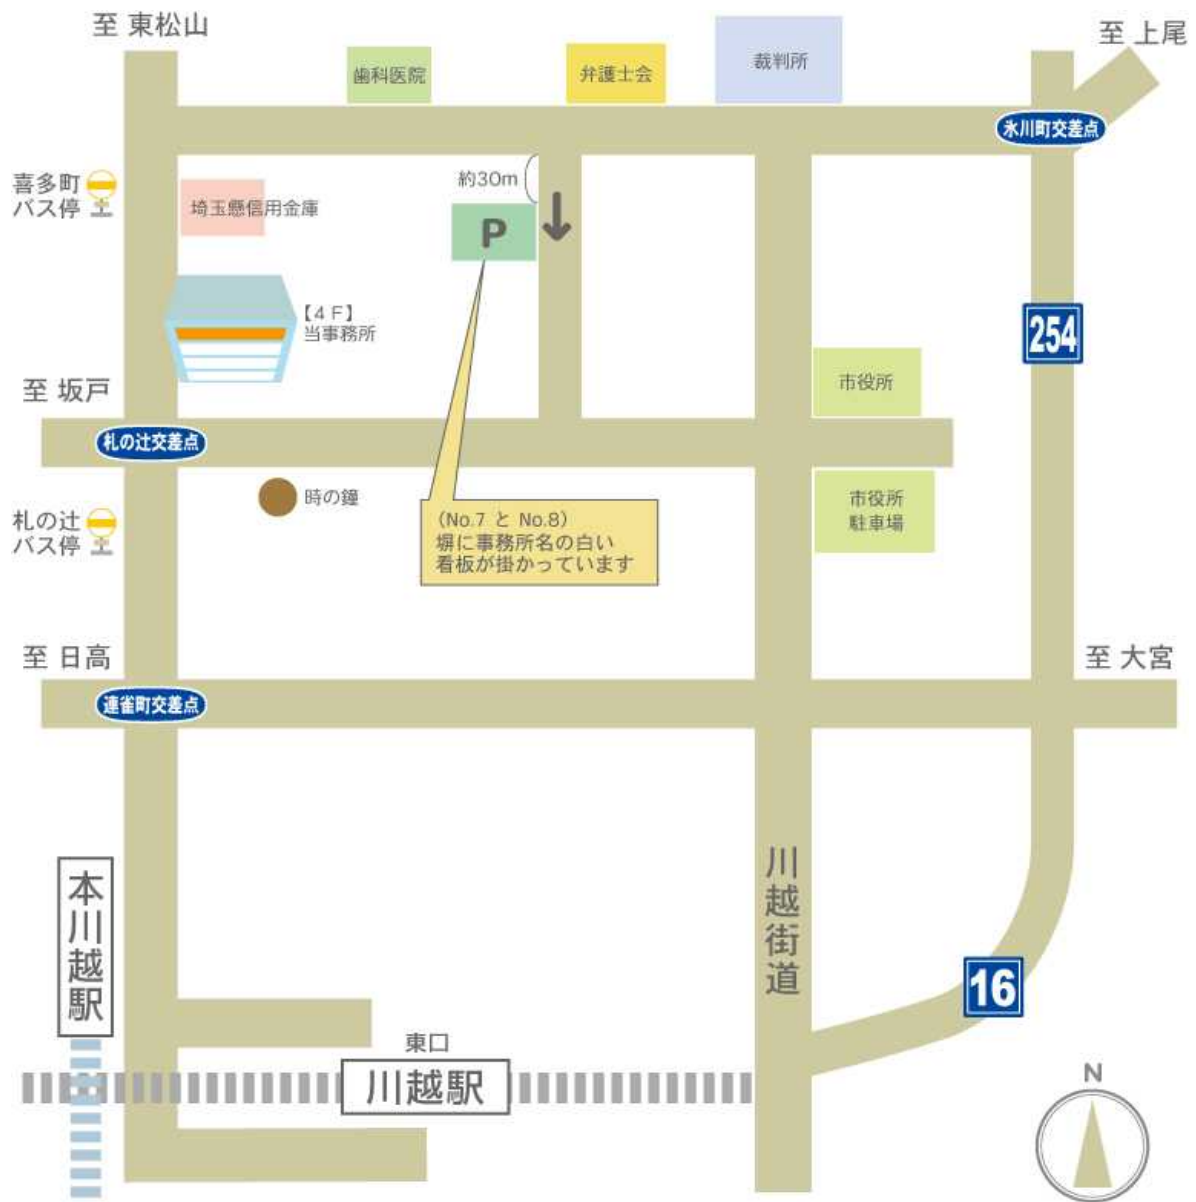 至 東松山
至 上尾
歯科医院
弁護士会
裁判所
氷川町交差点
喜多町
バス停
埼玉懸信用金庫
約30m
P
【4F】
当事務所
254
至 坂戸
市役所
札の辻交差点
時の鐘
札の辻
バス停
(No.7 と No.8)
塀に事務所名の白い
看板が掛かっています
市役所
駐車場
至 日高
至 大宮
連雀町交差点
本川越駅
川越街道
16
東口
川越駅
N